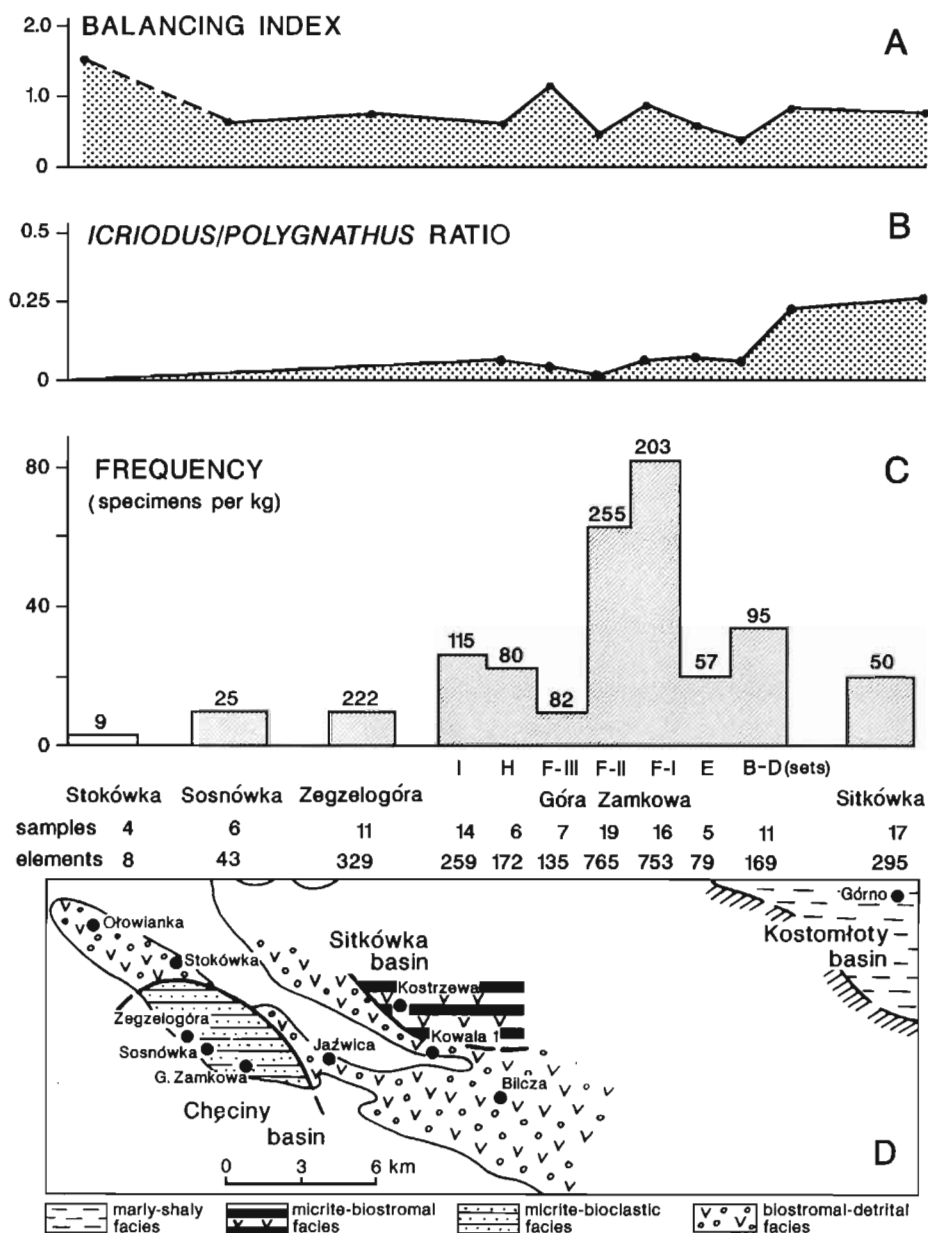 BALANCING INDEX
A
2.0
1.0
0
ICRIODUS/POLYGNATHUS RATIO
B
0.5
0.25
0
FREQUENCY
(specimens per kg)
C
80
40
0
9 25 222 115 80 82 255 203 57 95 50
I H F-III F-II F-I E B-D (sets)
Stokówka Sosnówka Zegzelogóra Góra Zamkowa Sitkówka
samples 4 6 11 14 6 7 19 16 5 11 17
elements 8 43 329 259 172 135 765 753 79 169 295
Ołowianka
Stokówka
Zegzelogóra
Sosnówka
G. Zamkowa
Jaźwica
Chęciny
basin
Sitkówka
basin
Kostrzewa
Kowala 1
Bilcza
Górno
Kostomłoty
basin
0 3 6 km
D
marly-shaly
facies
micrite-biostromal
facies
micrite-bioclastic
facies
biostromal-detrital
facies